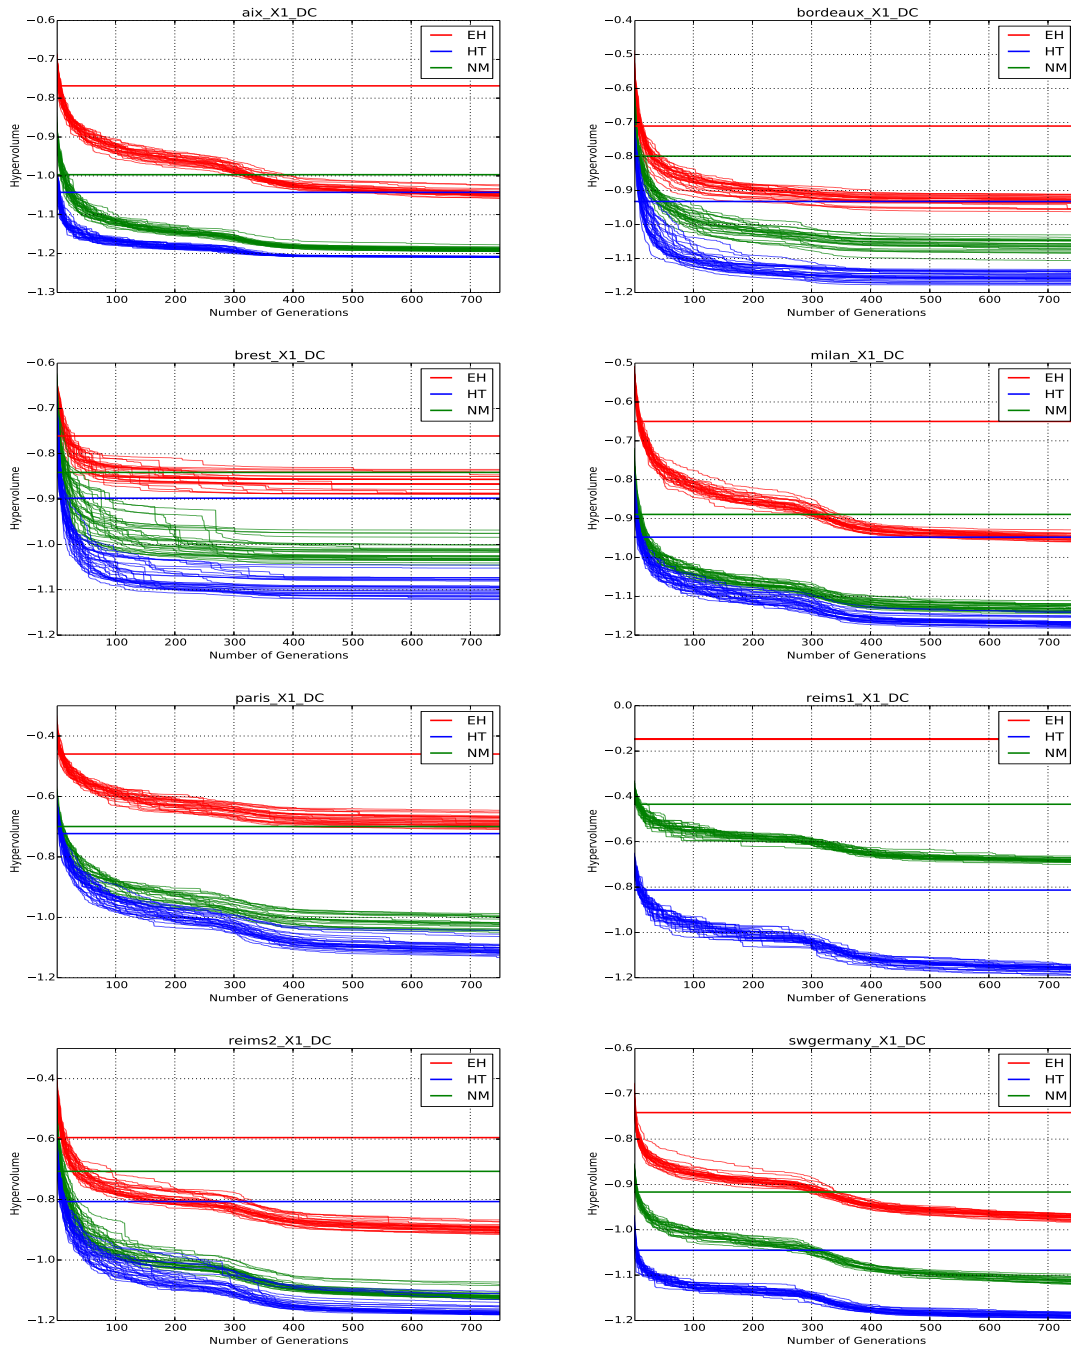 aix_X1_DC
−0.6
−0.7
−0.8
−0.9
−1.0
−1.1
−1.2
−1.3
Hypervolume
EH
HT
NM
100 200 300 400 500 600 700
Number of Generations
bordeaux_X1_DC
−0.4
−0.5
−0.6
−0.7
−0.8
−0.9
−1.0
−1.1
−1.2
Hypervolume
EH
HT
NM
100 200 300 400 500 600 700
Number of Generations
brest_X1_DC
−0.6
−0.7
−0.8
−0.9
−1.0
−1.1
−1.2
Hypervolume
EH
HT
NM
100 200 300 400 500 600 700
Number of Generations
milan_X1_DC
−0.5
−0.6
−0.7
−0.8
−0.9
−1.0
−1.1
−1.2
Hypervolume
EH
HT
NM
100 200 300 400 500 600 700
Number of Generations
paris_X1_DC
−0.4
−0.6
−0.8
−1.0
−1.2
Hypervolume
EH
HT
NM
100 200 300 400 500 600 700
Number of Generations
reims1_X1_DC
0.0
−0.2
−0.4
−0.6
−0.8
−1.0
−1.2
Hypervolume
EH
HT
NM
100 200 300 400 500 600 700
Number of Generations
reims2_X1_DC
−0.4
−0.6
−0.8
−1.0
−1.2
Hypervolume
EH
HT
NM
100 200 300 400 500 600 700
Number of Generations
swgermany_X1_DC
−0.6
−0.7
−0.8
−0.9
−1.0
−1.1
−1.2
Hypervolume
EH
HT
NM
100 200 300 400 500 600 700
Number of Generations